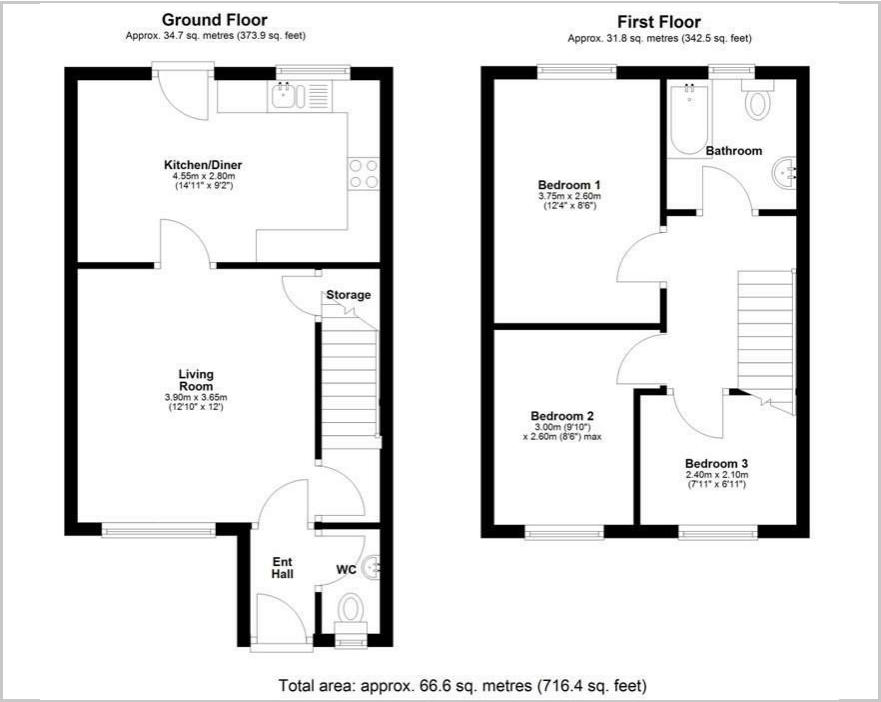 Ground Floor
Approx. 34.7 sq. metres (373.9 sq. feet)
Kitchen/Diner
4.55m x 2.80m
(14'11" x 9'2")
Storage
Living
Room
3.90m x 3.65m
(12'10" x 12')
Ent
Hall
WC
First Floor
Approx. 31.8 sq. metres (342.5 sq. feet)
Bathroom
Bedroom 1
3.75m x 2.60m
(12'4" x 8'6")
Bedroom 2
3.00m (9'10")
x 2.60m (8'6") max
Bedroom 3
2.40m x 2.10m
(7'11" x 6'11")
Total area: approx. 66.6 sq. metres (716.4 sq. feet)